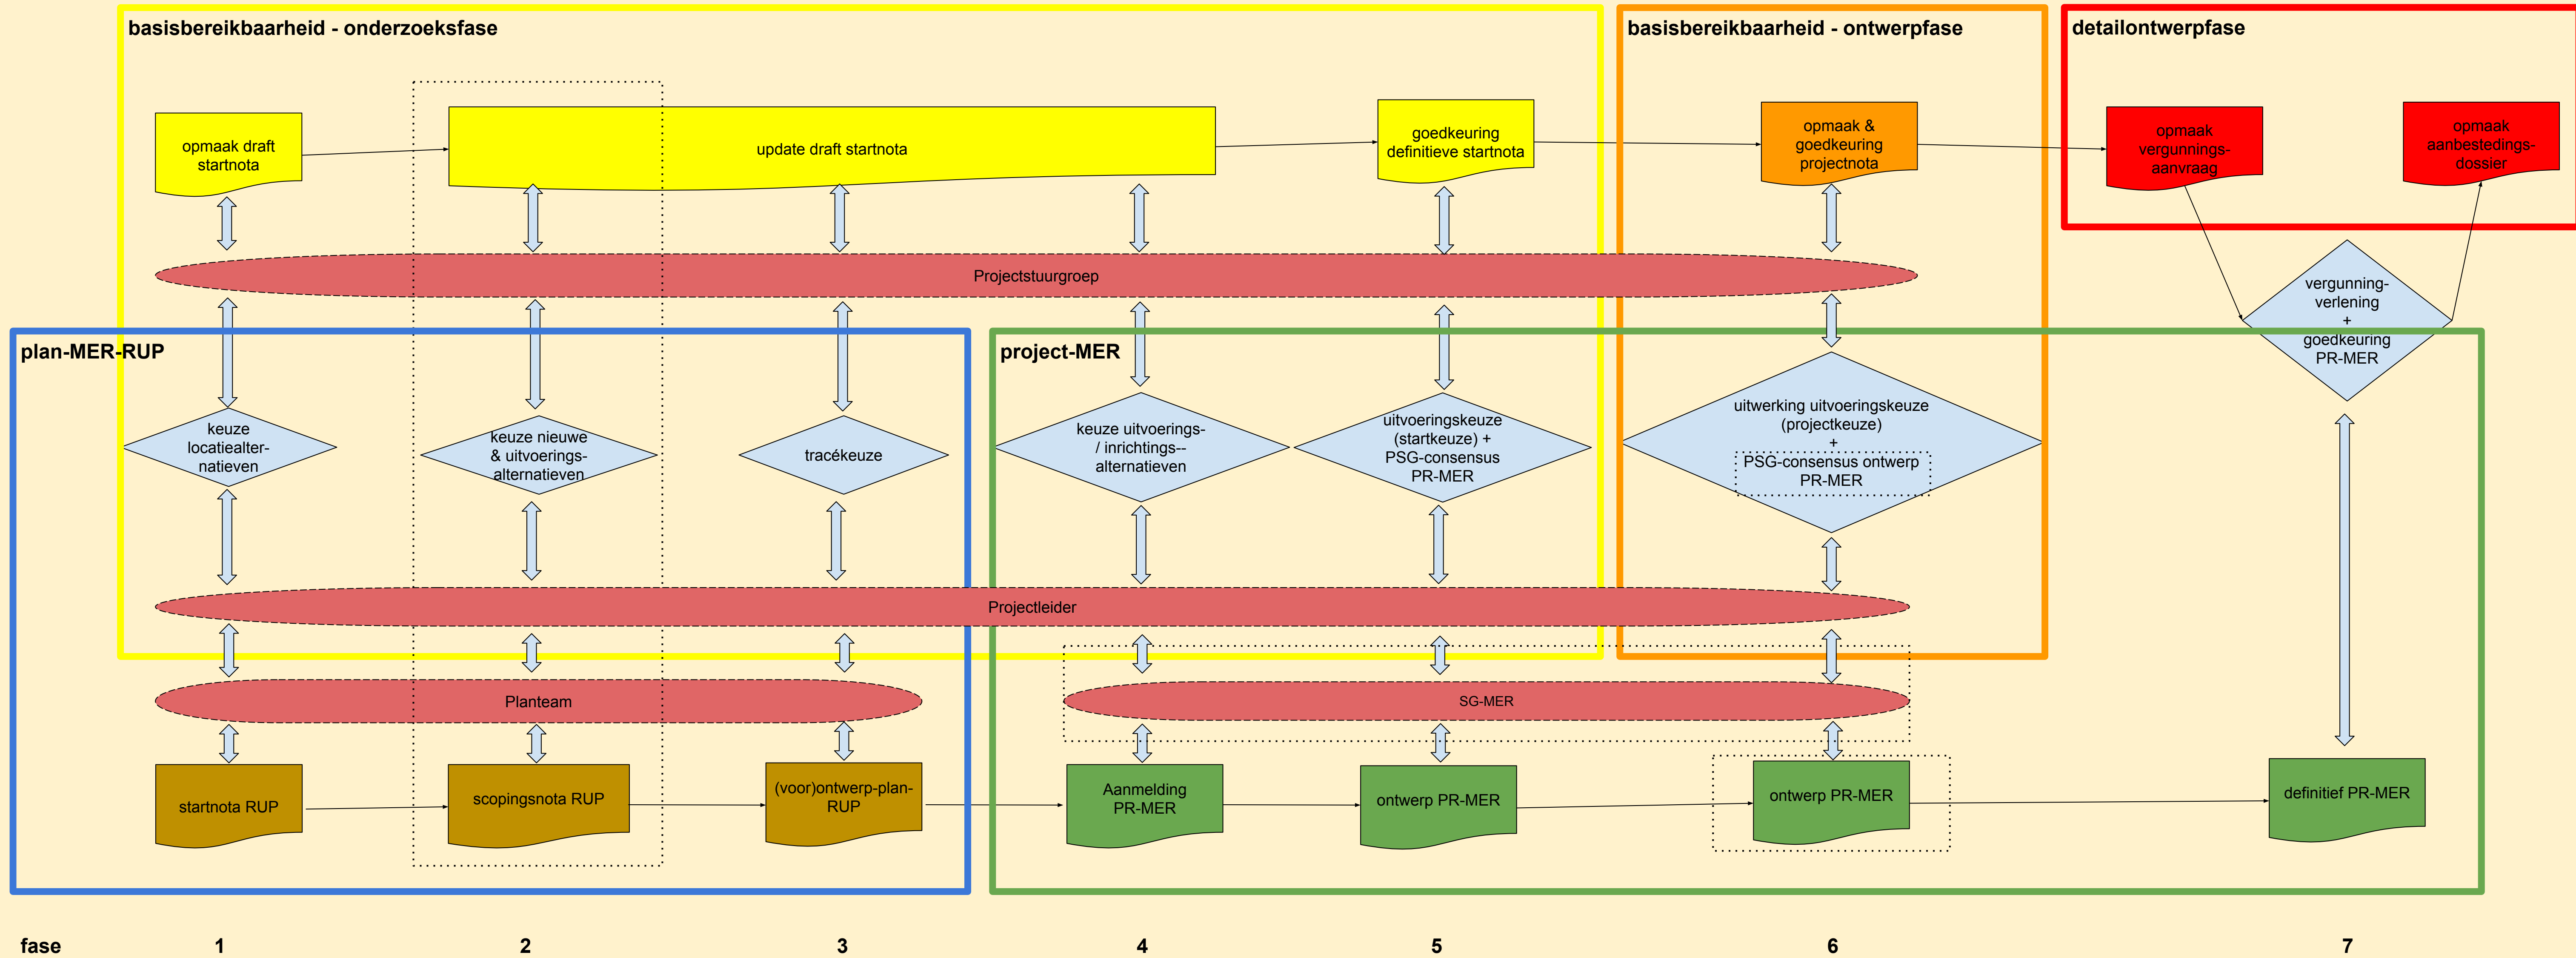 basisbereikbaarheid - onderzoeksfase
basisbereikbaarheid - ontwerpfase
detailontwerpfase
opmaak draft
startnota
update draft startnota
goedkeuring
definitieve startnota
opmaak &
goedkeuring
projectnota
opmaak
vergunnings-
aanvraag
opmaak
aanbestedings-
dossier
Projectstuurgroep
vergunning-
verlening
+
goedkeuring
PR-MER
plan-MER-RUP
project-MER
keuze
locatiealter-
natieven
keuze nieuwe
& uitvoerings-
alternatieven
tracékeuze
keuze uitvoerings-
/ inrichtings--
alternatieven
uitvoeringskeuze
(startkeuze) +
PSG-consensus
PR-MER
uitwerking uitvoeringskeuze
(projectkeuze)
+
PSG-consensus ontwerp
PR-MER
Projectleider
Planteam
SG-MER
startnota RUP
scopingsnota RUP
(voor)ontwerp-plan-
RUP
Aanmelding
PR-MER
ontwerp PR-MER
ontwerp PR-MER
definitief PR-MER
fase 1 2 3 4 5 6 7